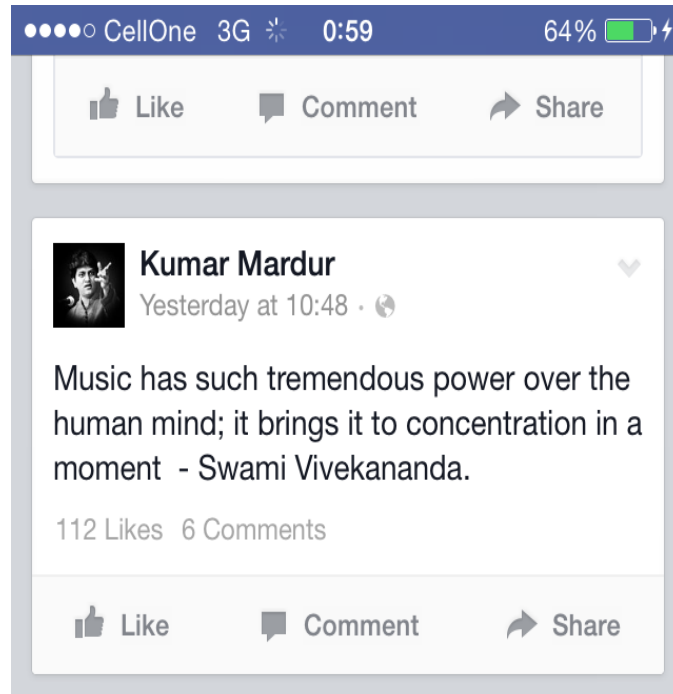 CellOne 3G 0:59 64%
Like Comment Share
Kumar Mardur
Yesterday at 10:48 ·
Music has such tremendous power over the
human mind; it brings it to concentration in a
moment - Swami Vivekananda.
112 Likes 6 Comments
Like Comment Share